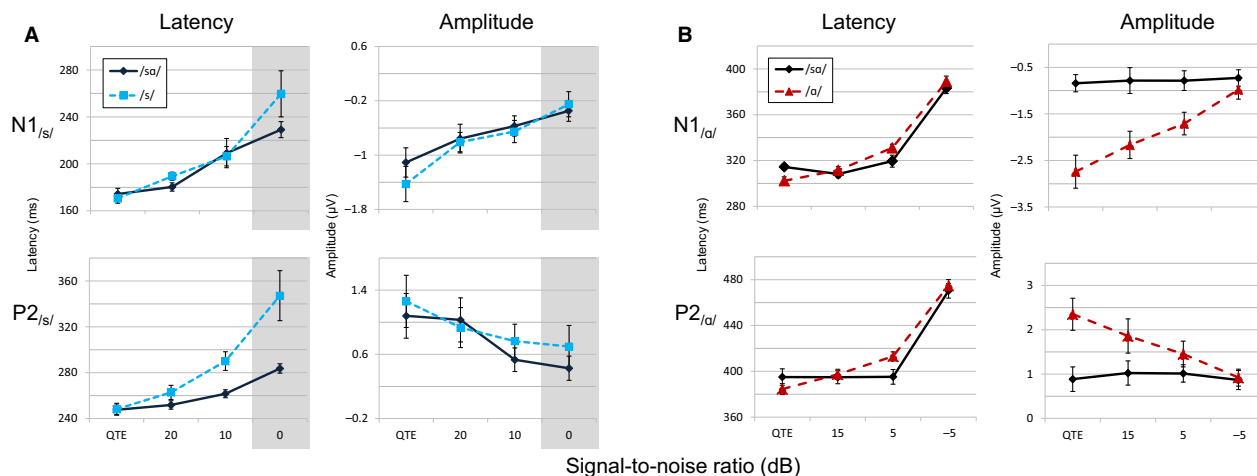 A
Latency
Amplitude
B
Latency
Amplitude
N1/s/
280
240
200
160
/sɑ/
/s/
0.6
−0.2
−1
−1.8
N1/ɑ/
400
360
320
280
/sɑ/
/ɑ/
−0.5
−1.5
−2.5
−3.5
Latency (ms)
Amplitude (µV)
Latency (ms)
Amplitude (µV)
P2/s/
360
320
280
240
QTE 20 10 0
1.4
0.6
−0.2
QTE 20 10 0
P2/ɑ/
480
440
400
360
QTE 15 5 −5
3
2
1
0
QTE 15 5 −5
Signal-to-noise ratio (dB)